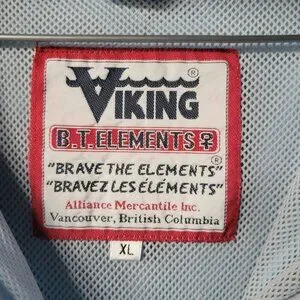 VIKING ®
B.T. ELEMENTS ♀
®
"BRAVE THE ELEMENTS"
"BRAVEZ LES ÉLÉMENTS"
Alliance Mercantile Inc.
Vancouver, British Columbia
XL